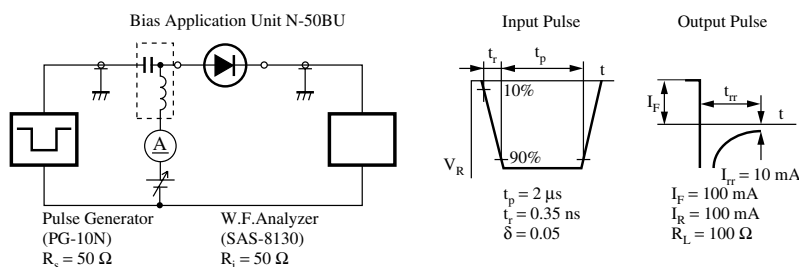 Bias Application Unit N-50BU
A
Pulse Generator
(PG-10N)
R_s = 50 Ω
W.F.Analyzer
(SAS-8130)
R_i = 50 Ω
Input Pulse
t_r
t_p
t
10%
90%
V_R
t_p = 2 μs
t_r = 0.35 ns
δ = 0.05
Output Pulse
I_F
t_rr
t
I_rr = 10 mA
I_F = 100 mA
I_R = 100 mA
R_L = 100 Ω